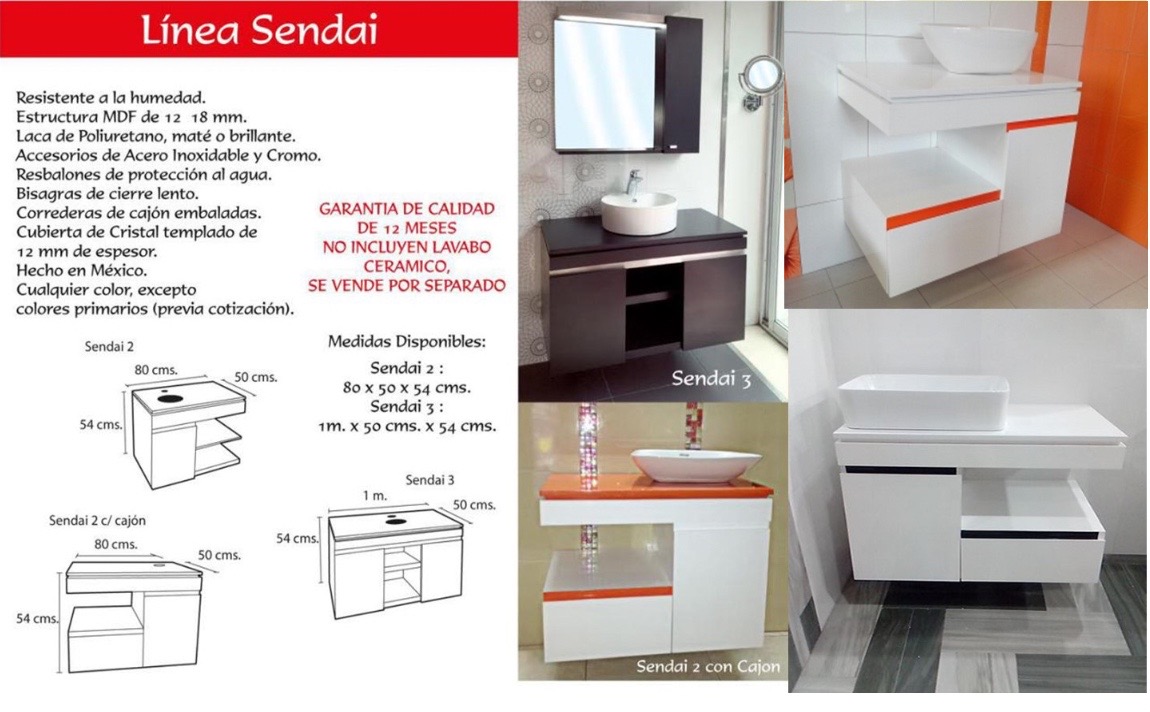 Línea Sendai
Resistente a la humedad.
Estructura MDF de 12 18 mm.
Laca de Poliuretano, maté o brillante.
Accesorios de Acero Inoxidable y Cromo.
Resbalones de protección al agua.
Bisagras de cierre lento.
Correderas de cajón embaladas.
Cubierta de Cristal templado de
12 mm de espesor.
Hecho en México.
Cualquier color, excepto
colores primarios (previa cotización).
GARANTIA DE CALIDAD
DE 12 MESES
NO INCLUYEN LAVABO
CERAMICO,
SE VENDE POR SEPARADO
Medidas Disponibles:
Sendai 2 :
80 x 50 x 54 cms.
Sendai 3 :
1m. x 50 cms. x 54 cms.
Sendai 2
80 cms.
50 cms.
54 cms.
Sendai 3
1 m.
50 cms.
54 cms.
Sendai 2 c/ cajón
80 cms.
50 cms.
54 cms.
Sendai 3
Sendai 2 con Cajon